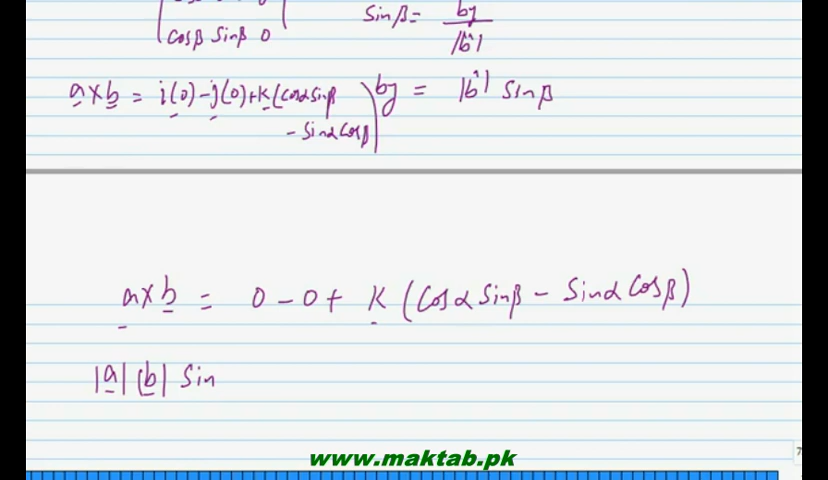 cosβ Sinβ 0
Sinβ = by / |b̂|
a × b = i(0) - j(0) + k(cosα Sinβ
- Sinα Cosβ)
by = |b̂| Sinβ
a × b = 0 - 0 + k (Cosα Sinβ - Sinα Cosβ)
|a| |b| Sin
www.maktab.pk
7